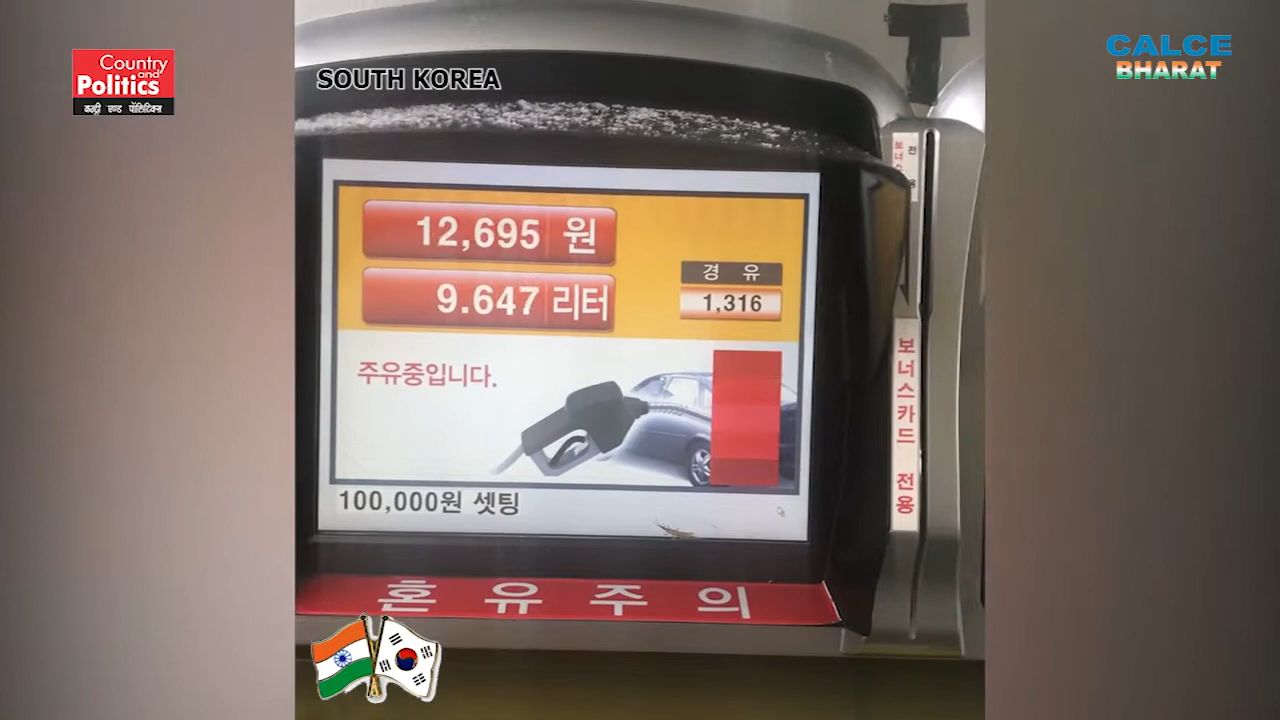 Country
and
Politics
कन्ट्री एण्ड पॉलिटिक्स
CALCE
BHARAT
SOUTH KOREA
12,695 원
9.647 리터
경 유
1,316
주유중입니다.
100,000원 셋팅
보너스카드 전용
혼유주의